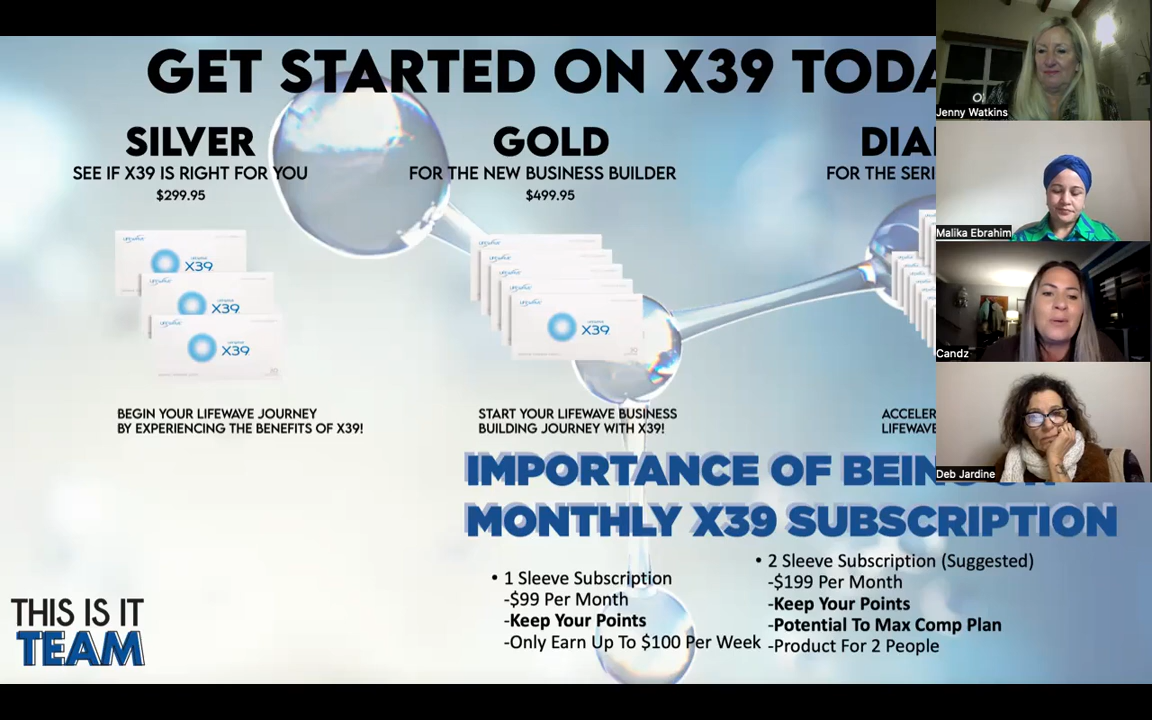 GET STARTED ON X39 TODA
SILVER
SEE IF X39 IS RIGHT FOR YOU
$299.95
LIFEWAVE
X39
X39
X39
BEGIN YOUR LIFEWAVE JOURNEY
BY EXPERIENCING THE BENEFITS OF X39!
GOLD
FOR THE NEW BUSINESS BUILDER
$499.95
X39
START YOUR LIFEWAVE BUSINESS
BUILDING JOURNEY WITH X39!
DIA
FOR THE SERI
ACCELER
LIFEWAVE
IMPORTANCE OF BEING
MONTHLY X39 SUBSCRIPTION
• 1 Sleeve Subscription
-$99 Per Month
-Keep Your Points
-Only Earn Up To $100 Per Week
• 2 Sleeve Subscription (Suggested)
-$199 Per Month
-Keep Your Points
-Potential To Max Comp Plan
-Product For 2 People
THIS IS IT
TEAM
Jenny Watkins
Malika Ebrahim
Candz
Deb Jardine